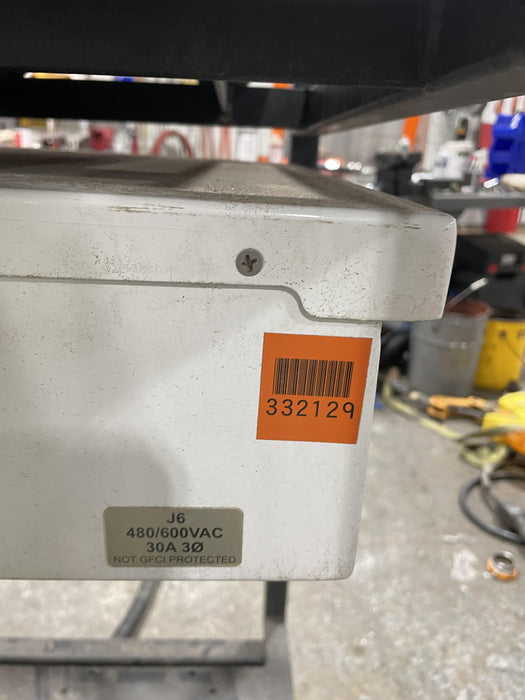 332129
J6
480/600VAC
30A 3Ø
NOT GFCI PROTECTED